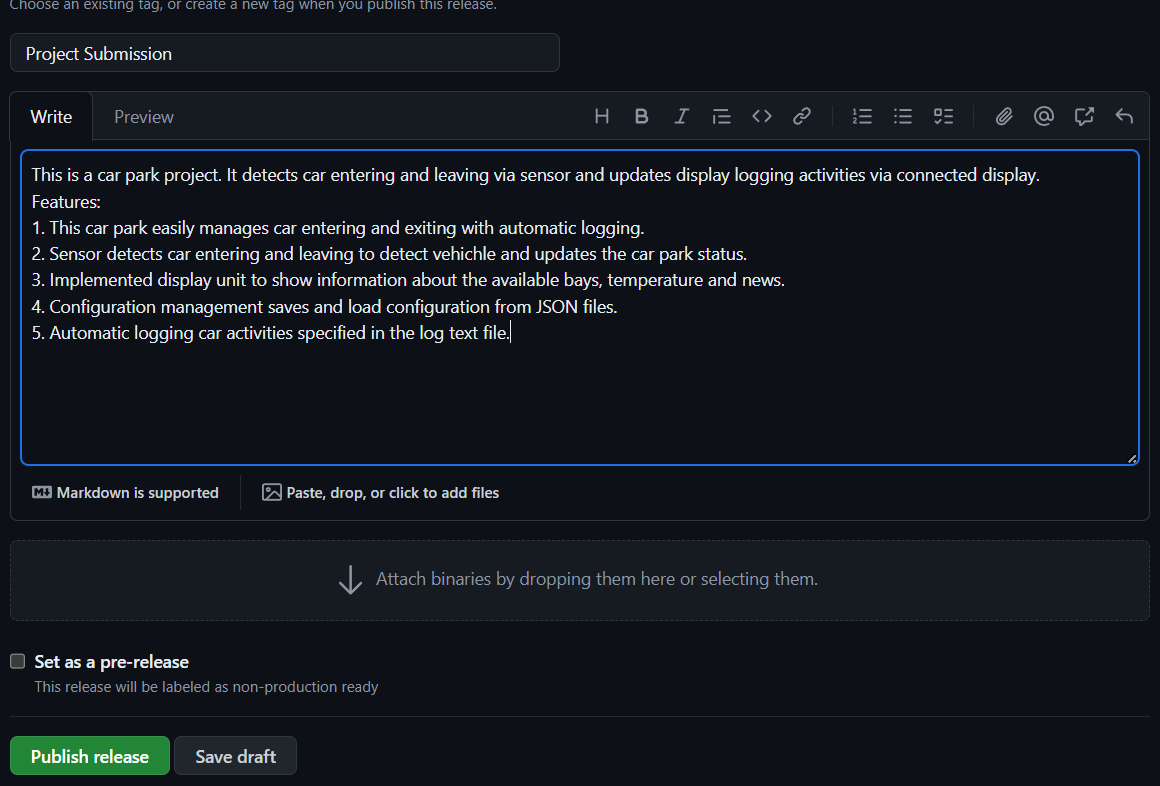 Choose an existing tag, or create a new tag when you publish this release.
Project Submission
Write
Preview
This is a car park project. It detects car entering and leaving via sensor and updates display logging activities via connected display.
Features:
1. This car park easily manages car entering and exiting with automatic logging.
2. Sensor detects car entering and leaving to detect vehichle and updates the car park status.
3. Implemented display unit to show information about the available bays, temperature and news.
4. Configuration management saves and load configuration from JSON files.
5. Automatic logging car activities specified in the log text file.
Markdown is supported
Paste, drop, or click to add files
Attach binaries by dropping them here or selecting them.
Set as a pre-release
This release will be labeled as non-production ready
Publish release
Save draft